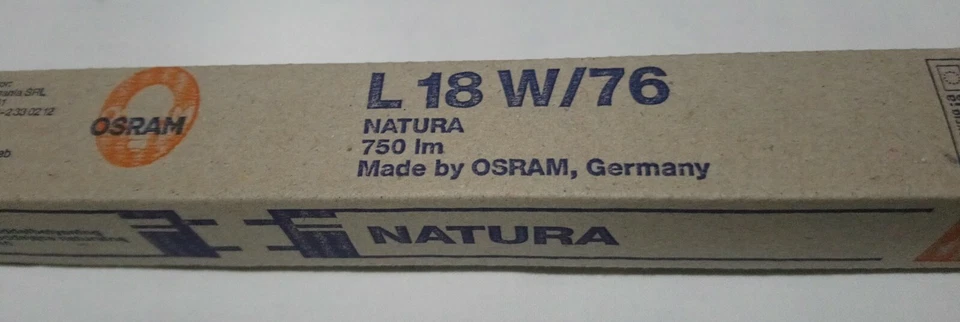 OSRAM
L 18 W/76
NATURA
750 lm
Made by OSRAM, Germany
NATURA